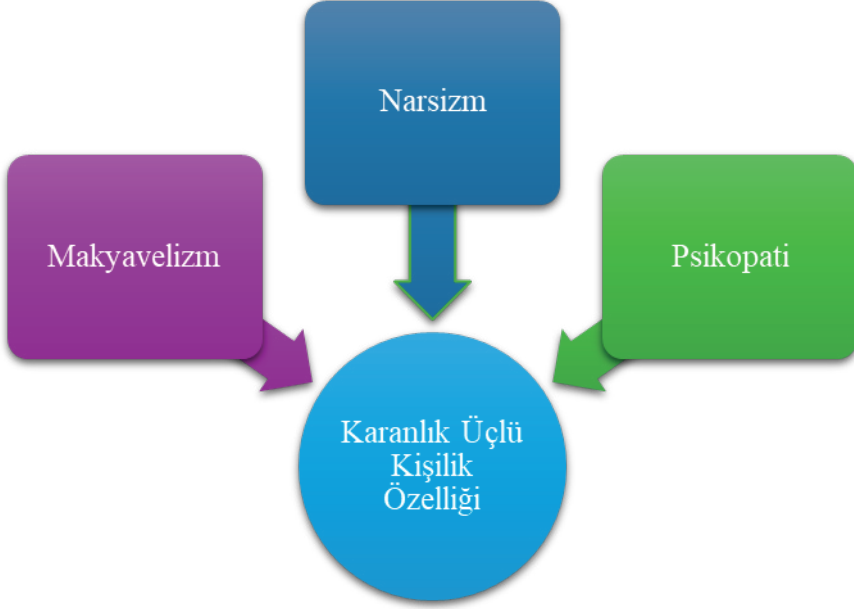 Narsizm
Makyavelizm
Psikopati
Karanlık Üçlü
Kişilik
Özelliği